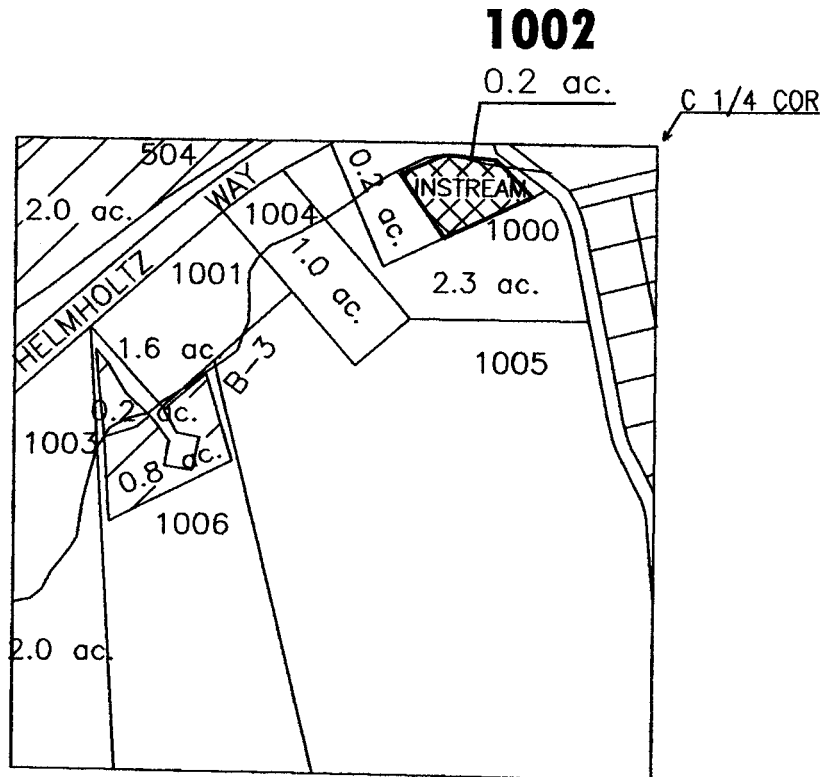 1002
0.2 ac.
C 1/4 COR
504
2.0 ac.
HELMHOLTZ WAY
1004
0.2 ac.
INSTREAM
1000
1001
1.0 ac.
2.3 ac.
1.6 ac.
B-3
1005
0.2 ac.
1003
0.8 ac.
1006
2.0 ac.